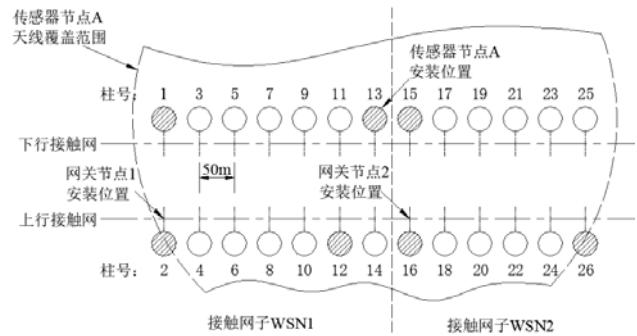 传感器节点A
天线覆盖范围
传感器节点A
安装位置
柱号: 1 3 5 7 9 11 13 15 17 19 21 23 25
下行接触网
网关节点1
安装位置
50m
网关节点2
安装位置
上行接触网
柱号: 2 4 6 8 10 12 14 16 18 20 22 24 26
接触网子WSN1
接触网子WSN2